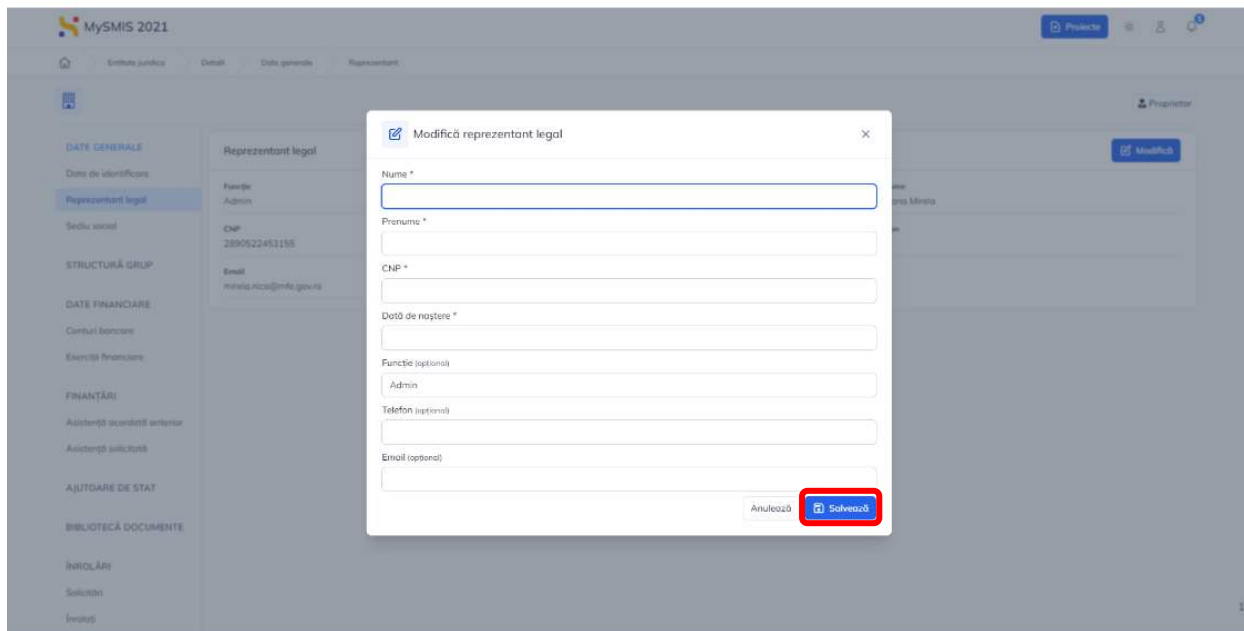 MySMIS 2021
Proiecte
Entitate juridica Detalii Date generale Reprezentant
Proprietar
DATE GENERALE
Date de identificare
Reprezentant legal
Sediu social
STRUCTURĂ GRUP
DATE FINANCIARE
Conturi bancare
Exerciții financiare
FINANȚĂRI
Asistență acordată anterior
Asistență solicitată
AJUTOARE DE STAT
BIBLIOTECĂ DOCUMENTE
ÎNROLĂRI
Solicitări
Înrolați
Reprezentant legal
Modifică
Funcție
Admin
Mirela
CNP
2890522453155
Email
mirela.nica@mfe.gov.ro
Modifică reprezentant legal
Nume *
Prenume *
CNP *
Dată de naștere *
Funcție (opțional)
Admin
Telefon (opțional)
Email (opțional)
Anulează Salvează
1